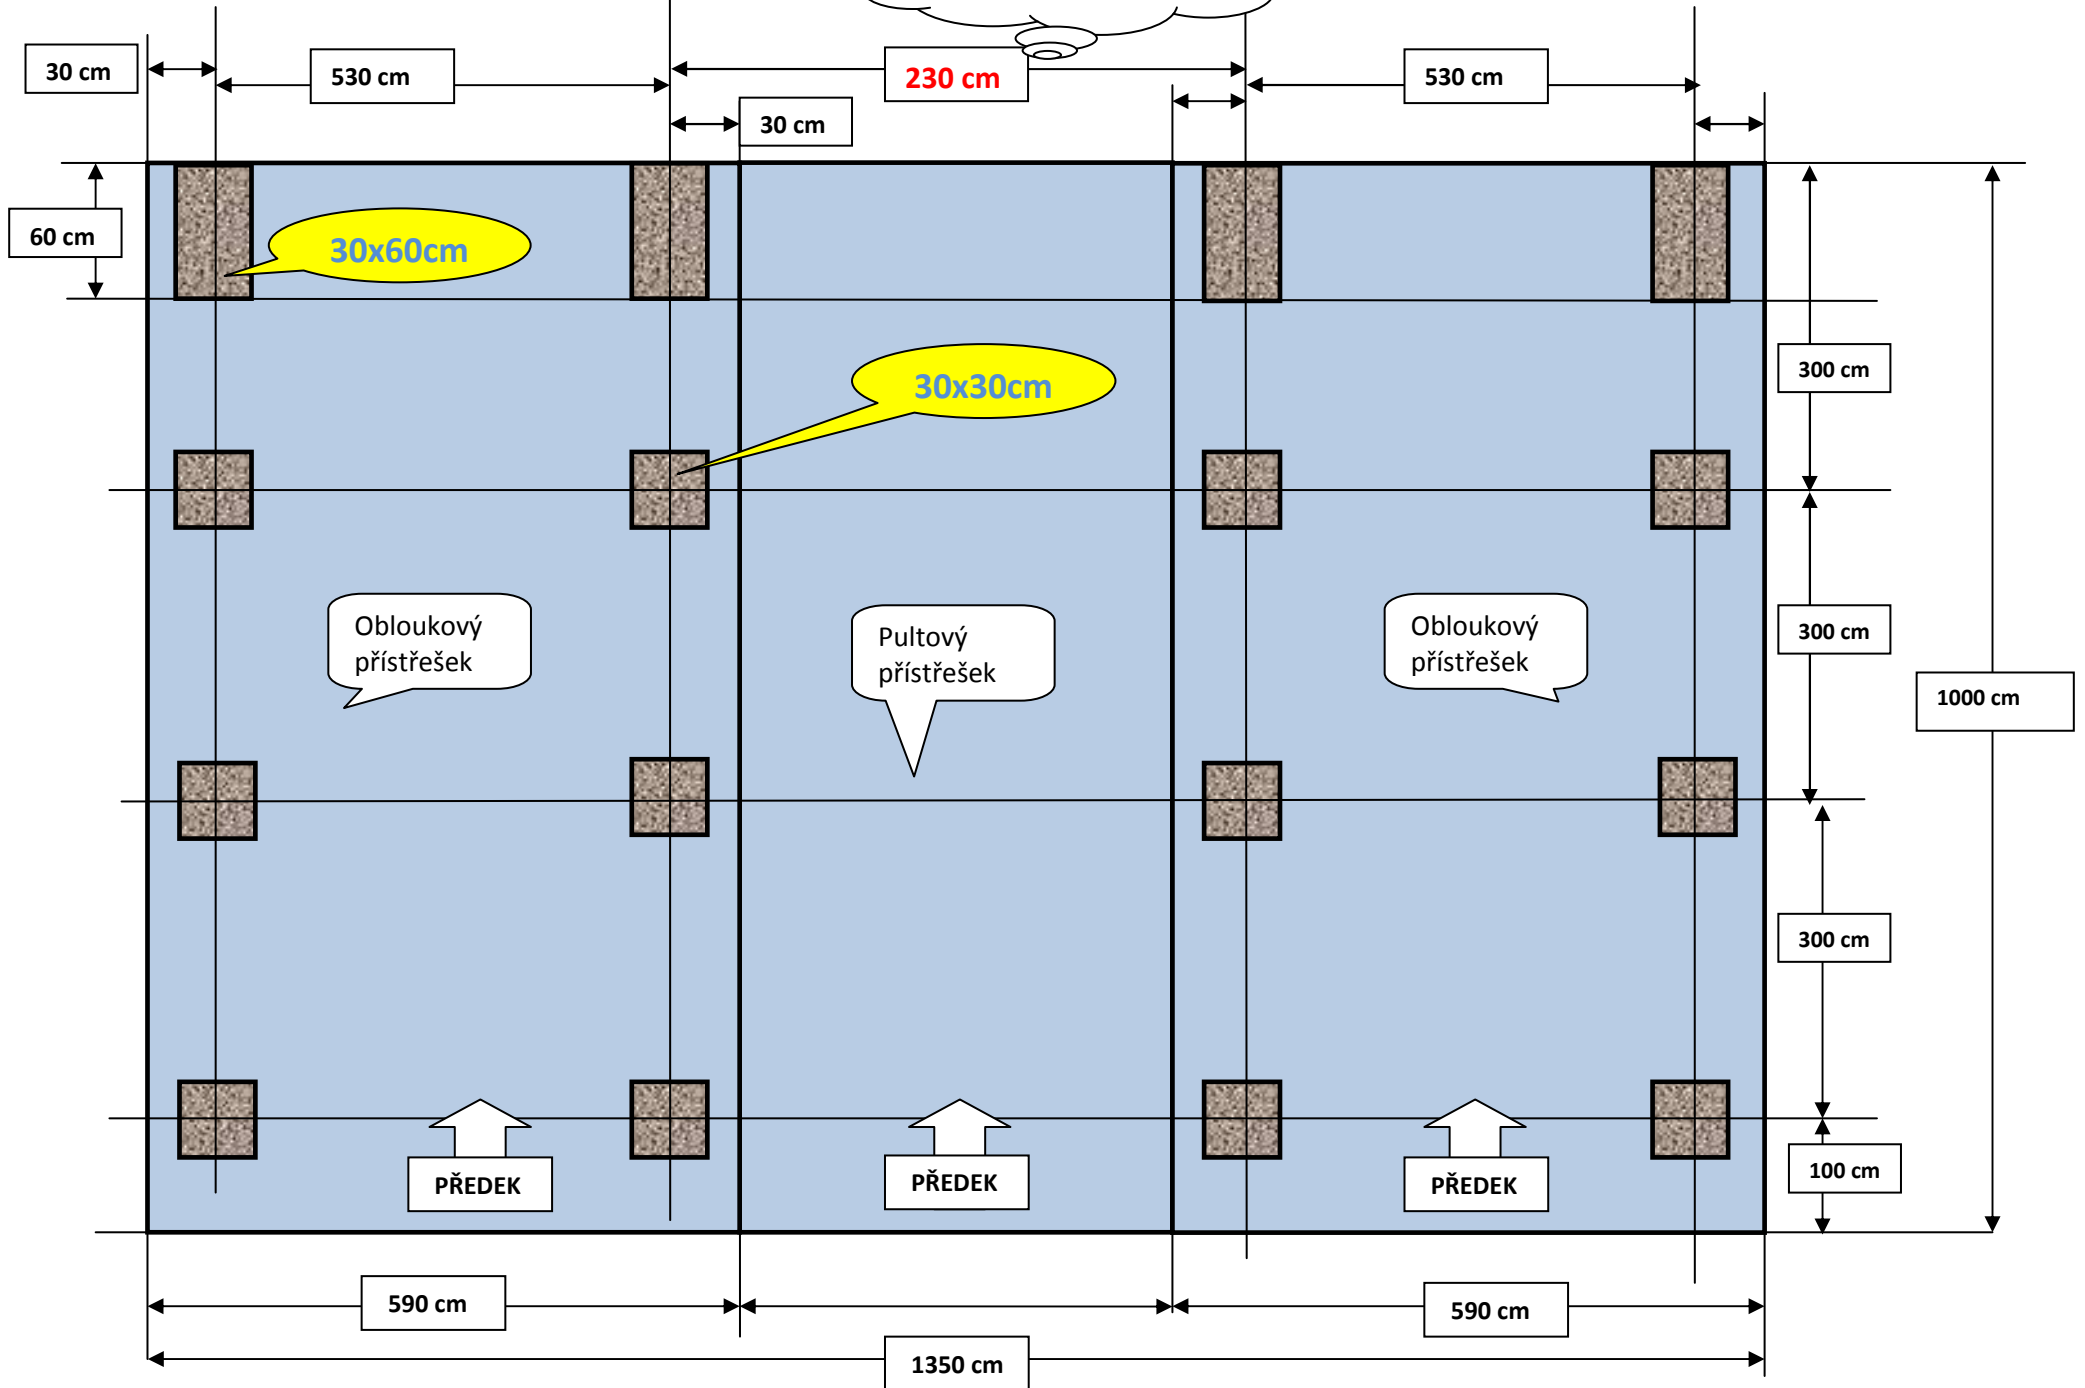 30 cm
530 cm
230 cm
530 cm
30 cm
60 cm
30x60cm
300 cm
30x30cm
Obloukový
přístřešek
Pultový
přístřešek
Obloukový
přístřešek
300 cm
1000 cm
300 cm
100 cm
PŘEDEK
PŘEDEK
PŘEDEK
590 cm
590 cm
1350 cm